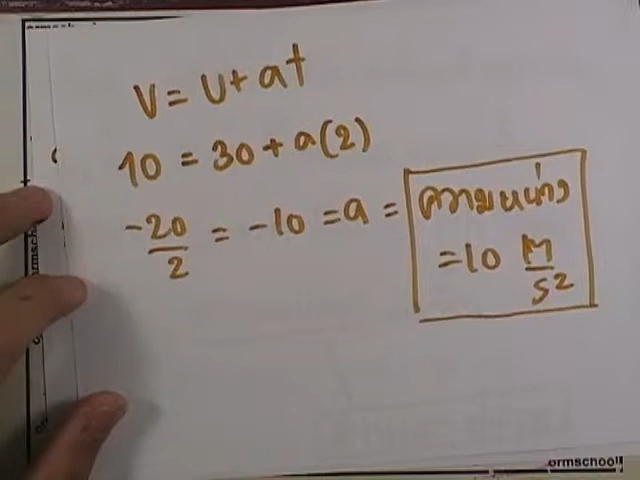 v = u + at
10 = 30 + a(2)
-20/2 = -10 = a = ความหน่วง
=10 m/s²
ormschool